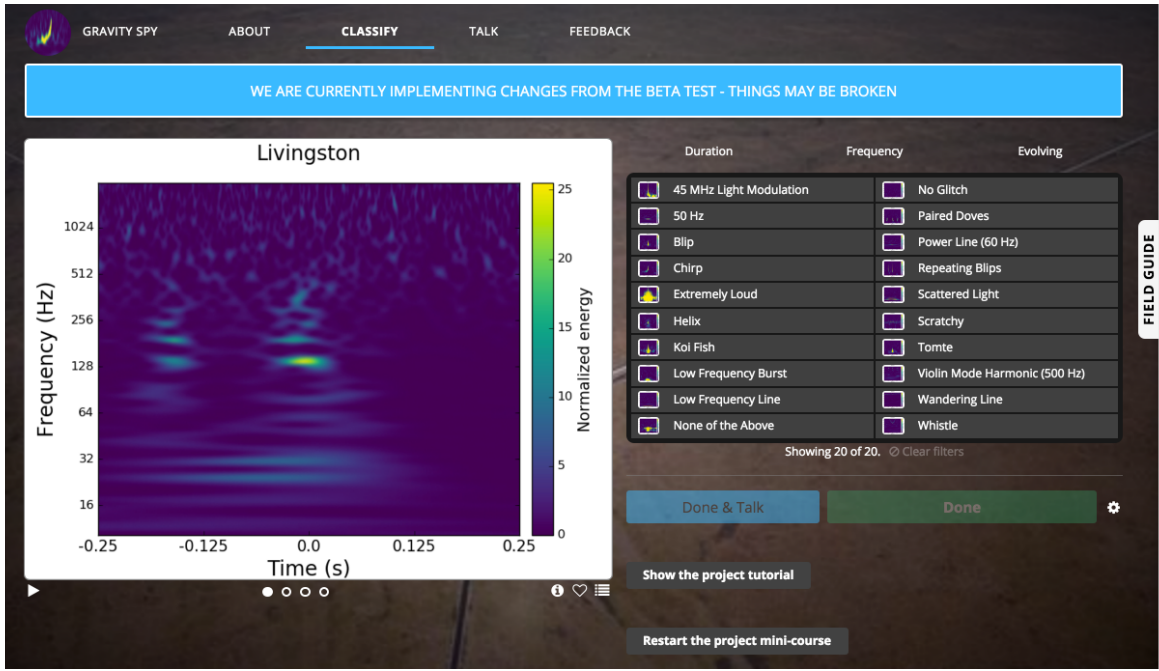 GRAVITY SPY ABOUT CLASSIFY TALK FEEDBACK
WE ARE CURRENTLY IMPLEMENTING CHANGES FROM THE BETA TEST - THINGS MAY BE BROKEN
Livingston
1024
512
256
128
64
32
16
Frequency (Hz)
-0.25 -0.125 0.0 0.125 0.25
Time (s)
25
20
15
10
5
0
Normalized energy
Duration Frequency Evolving
45 MHz Light Modulation No Glitch
50 Hz Paired Doves
Blip Power Line (60 Hz)
Chirp Repeating Blips
Extremely Loud Scattered Light
Helix Scratchy
Koi Fish Tomte
Low Frequency Burst Violin Mode Harmonic (500 Hz)
Low Frequency Line Wandering Line
None of the Above Whistle
Showing 20 of 20. Clear filters
Done & Talk Done
Show the project tutorial
Restart the project mini-course
FIELD GUIDE